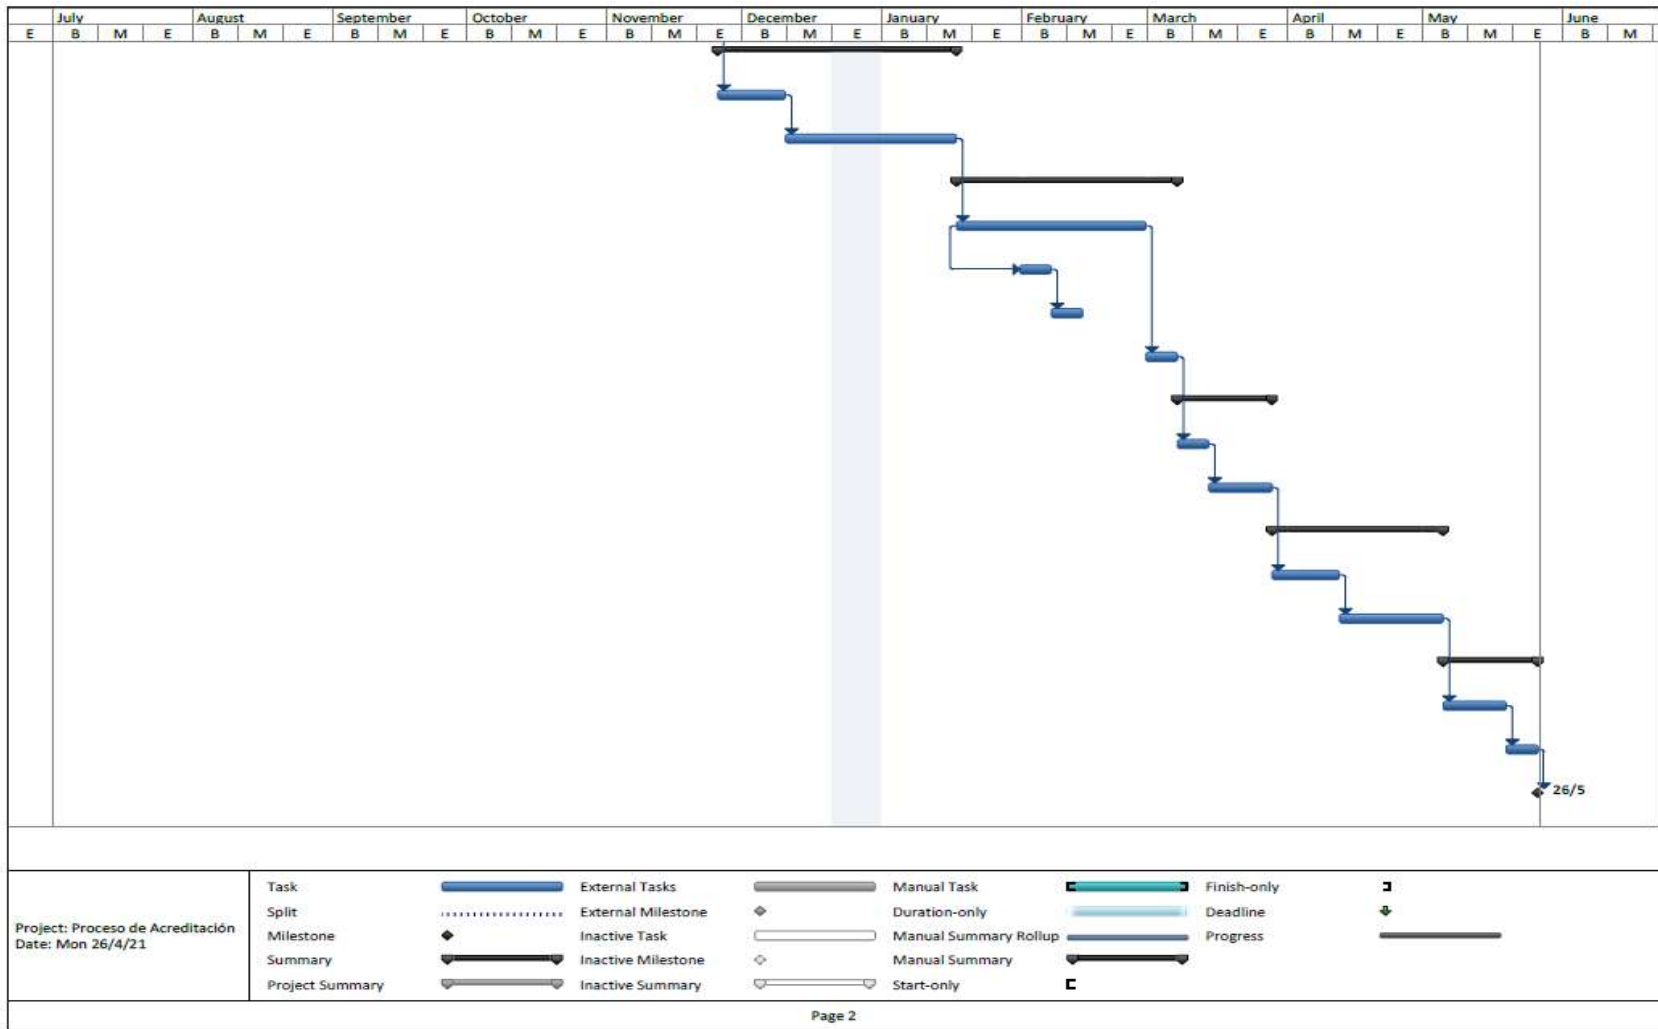 July August September October November December January February March April May June
E B M E B M E B M E B M E B M E B M E B M E B M E B M E B M E B M E B M
26/5
Project: Proceso de Acreditación
Date: Mon 26/4/21
Task External Tasks Manual Task Finish-only
Split External Milestone Duration-only Deadline
Milestone Inactive Task Manual Summary Rollup Progress
Summary Inactive Milestone Manual Summary
Project Summary Inactive Summary Start-only
Page 2